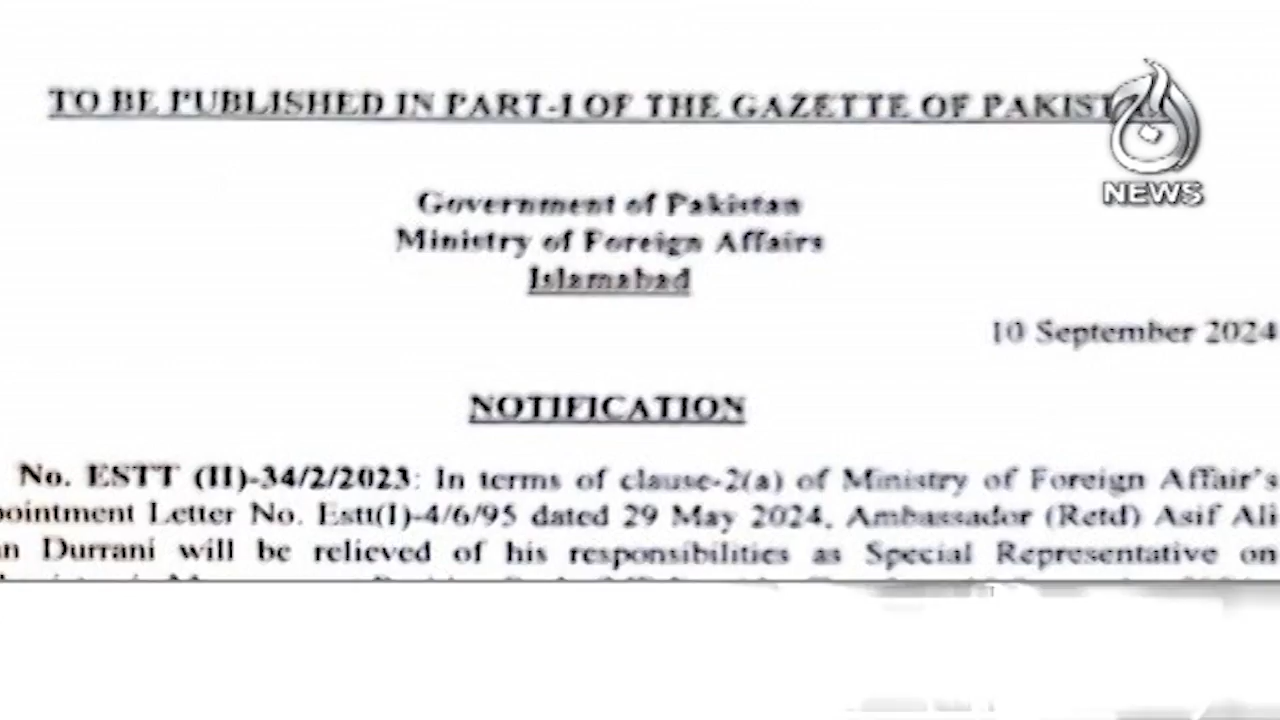 TO BE PUBLISHED IN PART-I OF THE GAZETTE OF PAKIST
NEWS
Government of Pakistan
Ministry of Foreign Affairs
Islamabad
10 September 2024
NOTIFICATION
No. ESTT (II)-34/2/2023: In terms of clause-2(a) of Ministry of Foreign Affair's
pointment Letter No. Estt(I)-4/6/95 dated 29 May 2024, Ambassador (Retd) Asif Ali
n Durrani will be relieved of his responsibilities as Special Representative on